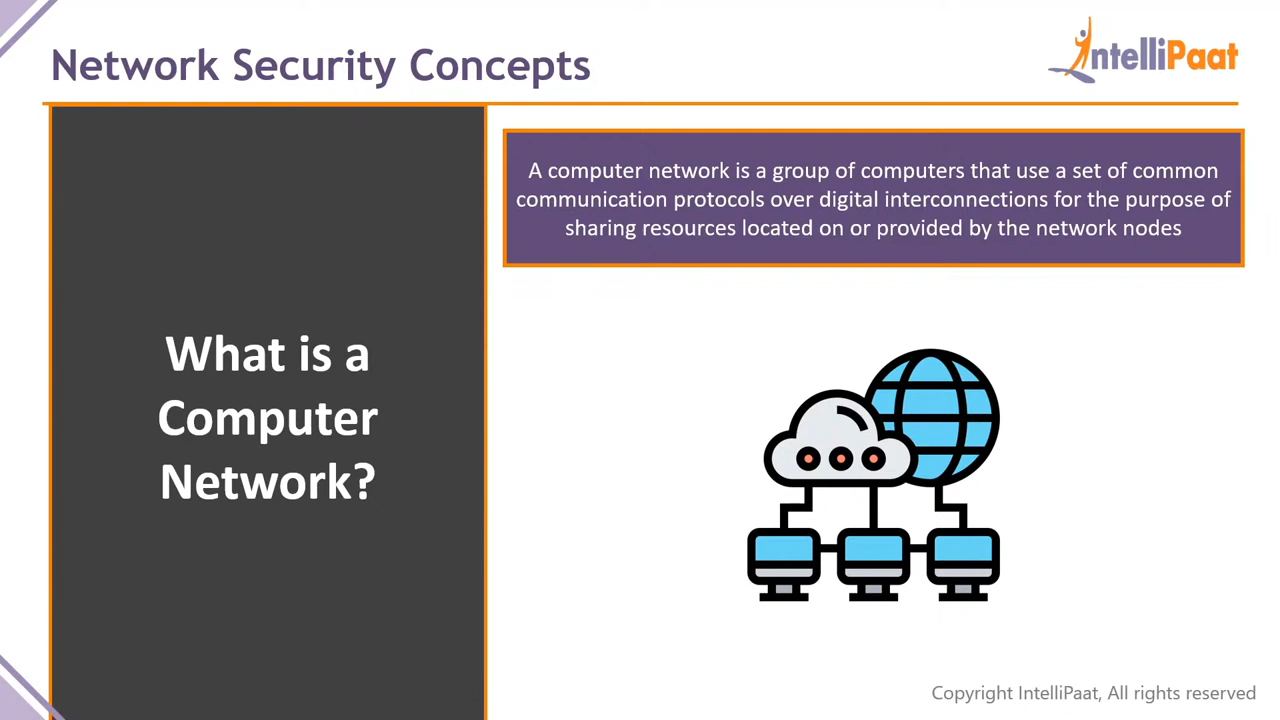 Network Security Concepts
IntelliPaat
A computer network is a group of computers that use a set of common
communication protocols over digital interconnections for the purpose of
sharing resources located on or provided by the network nodes
What is a
Computer
Network?
Copyright IntelliPaat, All rights reserved